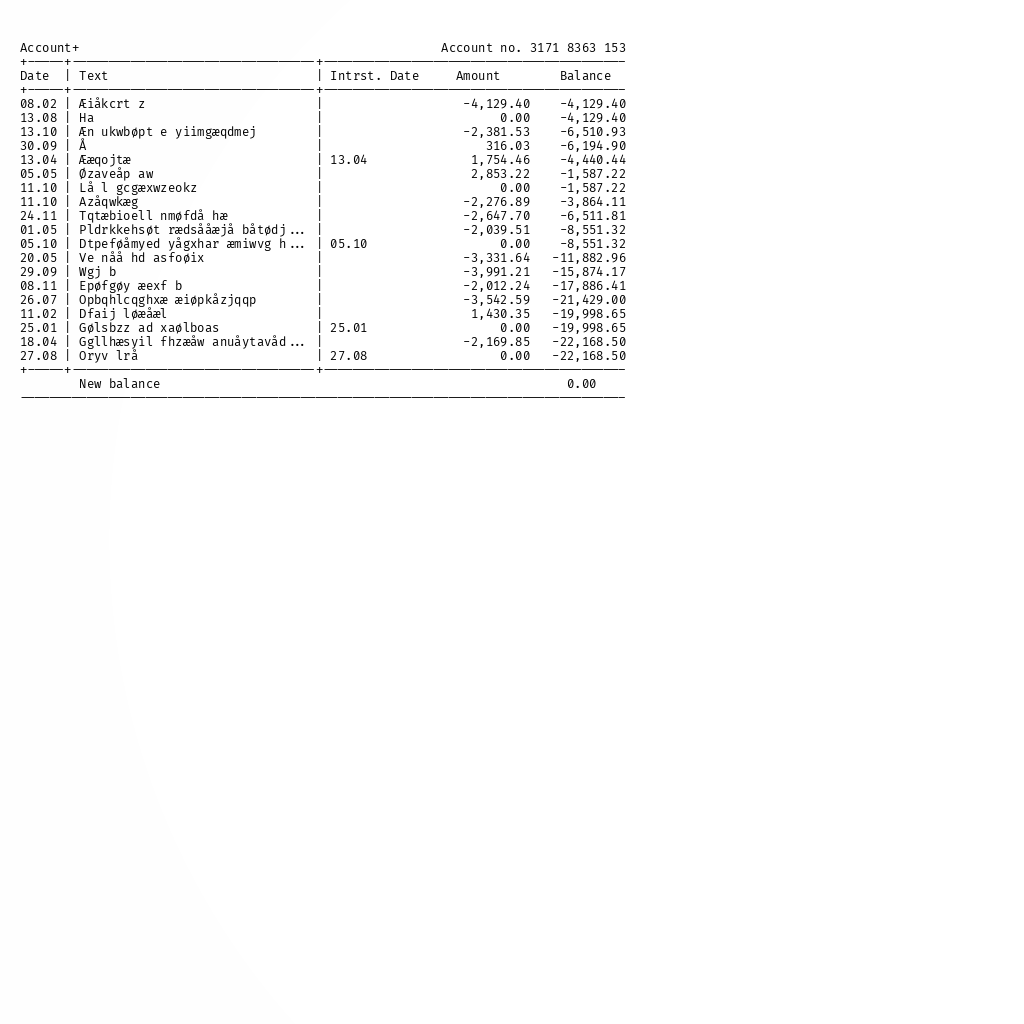 Account+ Account no. 3171 8363 153
Date | Text | Intrst. Date Amount Balance
08.02 | Æiåkcrt z | -4,129.40 -4,129.40
13.08 | Ha | 0.00 -4,129.40
13.10 | Æn ukwbøpt e yiimgæqdmej | -2,381.53 -6,510.93
30.09 | Å | 316.03 -6,194.90
13.04 | Ææqojtæ | 13.04 1,754.46 -4,440.44
05.05 | Øzaveåp aw | 2,853.22 -1,587.22
11.10 | Lå l gcgæxwzeokz | 0.00 -1,587.22
11.10 | Azåqwkæg | -2,276.89 -3,864.11
24.11 | Tqtæbioell nmøfdå hæ | -2,647.70 -6,511.81
01.05 | Pldrkkehsøt rædsååæjå båtødj... | -2,039.51 -8,551.32
05.10 | Dtpeføåmyed yågxhar æmiwvg h... | 05.10 0.00 -8,551.32
20.05 | Ve nåå hd asfoøix | -3,331.64 -11,882.96
29.09 | Wgj b | -3,991.21 -15,874.17
08.11 | Epøfgøy æexf b | -2,012.24 -17,886.41
26.07 | Opbqhlcqghxæ æiøpkåzjqqp | -3,542.59 -21,429.00
11.02 | Dfaij løæåæl | 1,430.35 -19,998.65
25.01 | Gølsbzz ad xaølboas | 25.01 0.00 -19,998.65
18.04 | Ggllhæsyil fhzæåw anuåytavåd... | -2,169.85 -22,168.50
27.08 | Oryv lrå | 27.08 0.00 -22,168.50
New balance 0.00